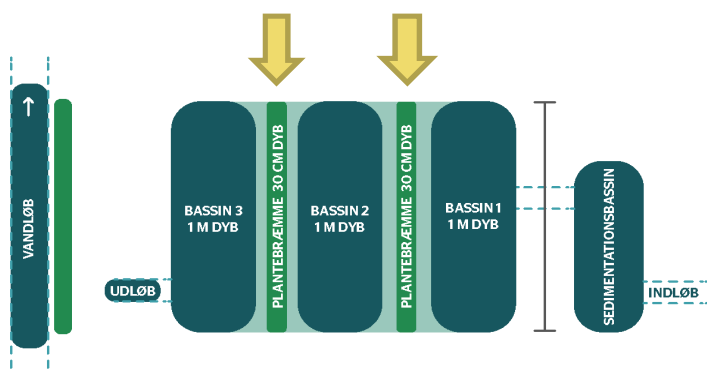 VANDLØB
UDLØB
BASSIN 3
1 M DYB
PLANTEBRÆMME 30 CM DYB
BASSIN 2
1 M DYB
PLANTEBRÆMME 30 CM DYB
BASSIN 1
1 M DYB
SEDIMENTATIONSBASSIN
INDLØB